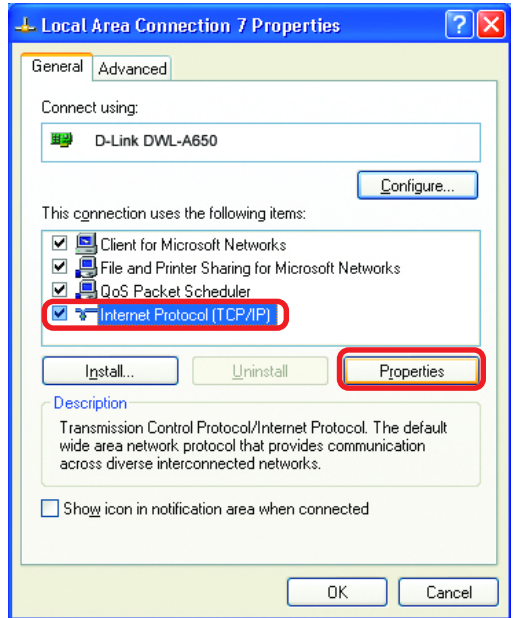 Local Area Connection 7 Properties
General Advanced
Connect using:
D-Link DWL-A650
Configure...
This connection uses the following items:
Client for Microsoft Networks
File and Printer Sharing for Microsoft Networks
QoS Packet Scheduler
Internet Protocol (TCP/IP)
Install... Uninstall Properties
Description
Transmission Control Protocol/Internet Protocol. The default
wide area network protocol that provides communication
across diverse interconnected networks.
Show icon in notification area when connected
OK Cancel